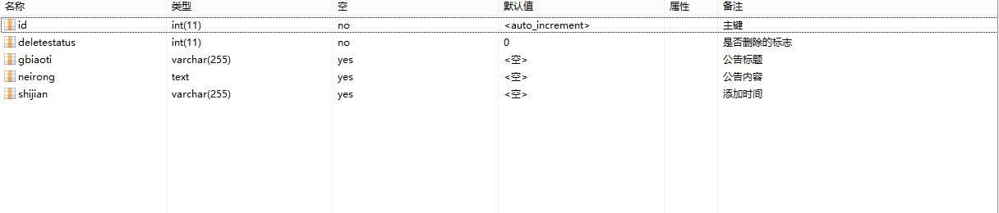 名称 类型 空 默认值 属性 备注
id int(11) no <auto_increment> 主键
deletestatus int(11) no 0 是否删除的标志
gbiaoti varchar(255) yes <空> 公告标题
neirong text yes <空> 公告内容
shijian varchar(255) yes <空> 添加时间